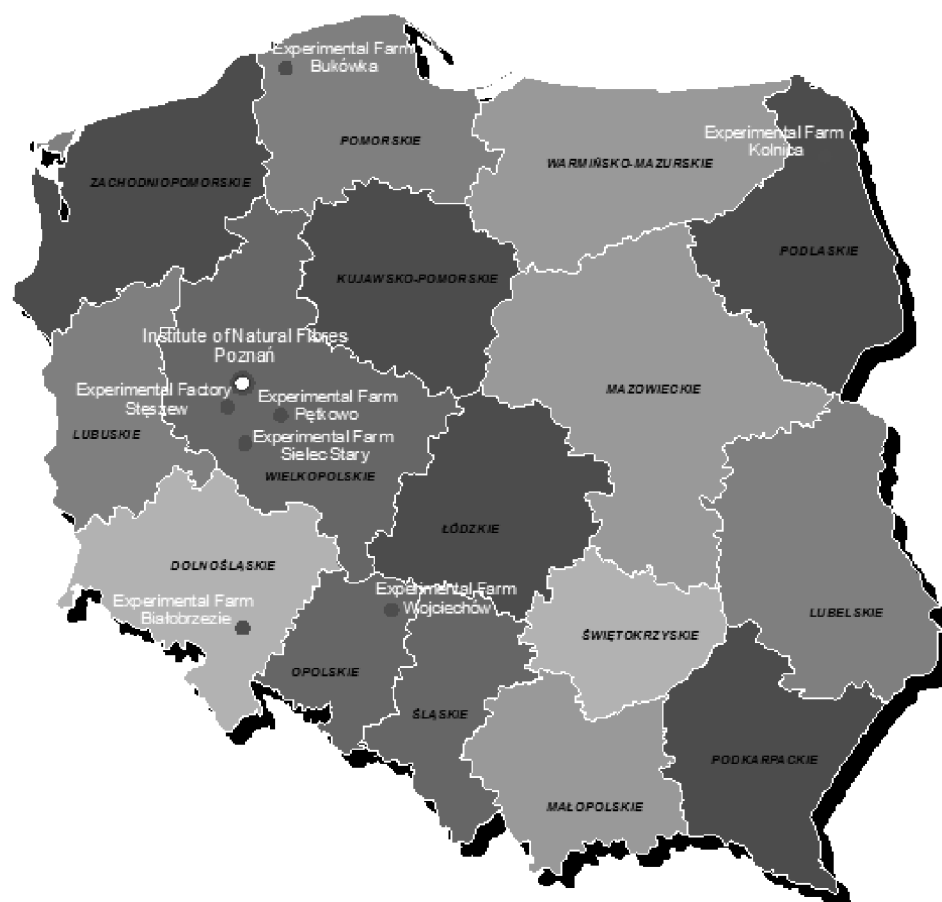 Experimental Farm
Bukówka
POMORSKIE
Experimental Farm
Kolnica
WARMIŃSKO-MAZURSKIE
ZACHODNIOPOMORSKIE
PODLASKIE
KUJAWSKO-POMORSKIE
Institute of Natural Fibres
Poznań
MAZOWIECKIE
Experimental Factory
Stęszew
Experimental Farm
Pętkowo
LUBUSKIE
Experimental Farm
Sielec Stary
WIELKOPOLSKIE
ŁÓDZKIE
DOLNOŚLĄSKIE
Experimental Farm
Wojciechów
Experimental Farm
Białobrzezie
LUBELSKIE
ŚWIĘTOKRZYSKIE
OPOLSKIE
ŚLĄSKIE
PODKARPACKIE
MAŁOPOLSKIE